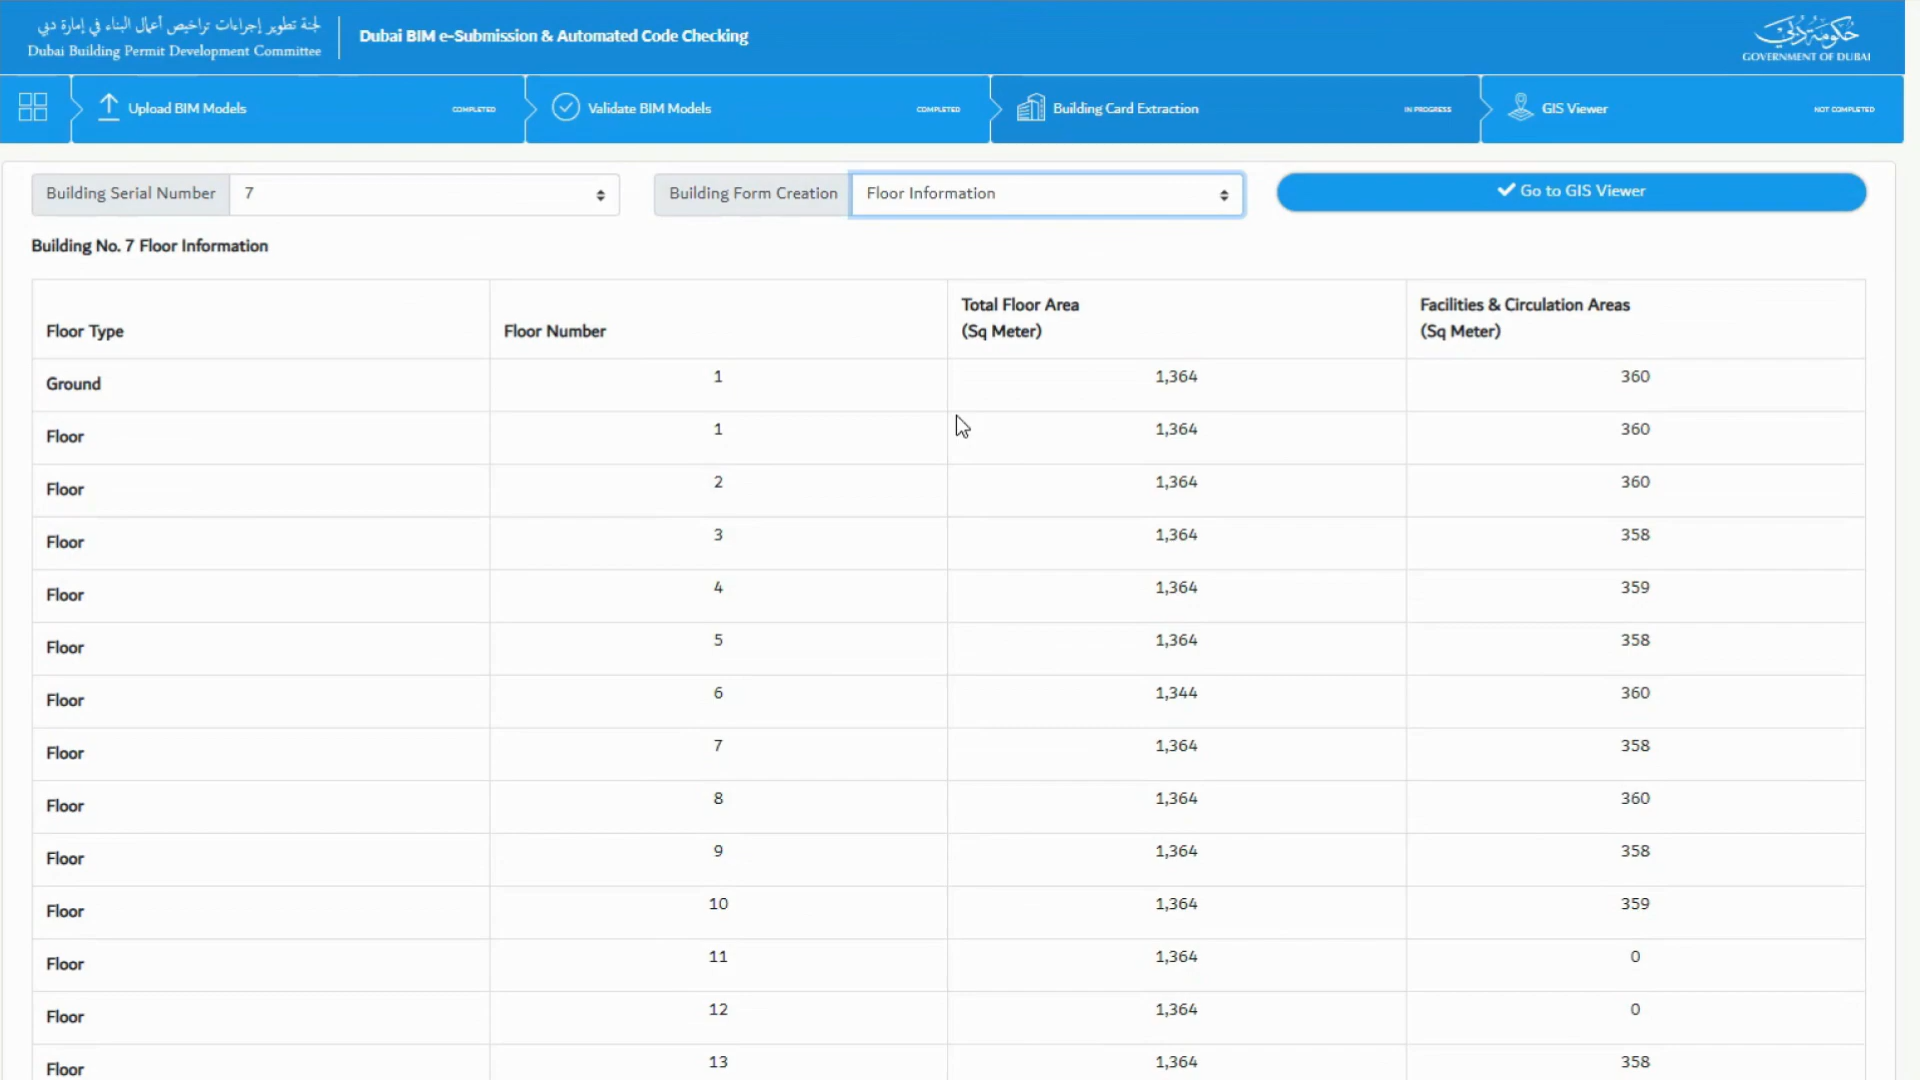 لجنة تطوير إجراءات تراخيص أعمال البناء في إمارة دبي
Dubai Building Permit Development Committee
Dubai BIM e-Submission & Automated Code Checking
حكومة دبي
GOVERNMENT OF DUBAI
Upload BIM Models COMPLETED
Validate BIM Models COMPLETED
Building Card Extraction IN PROGRESS
GIS Viewer NOT COMPLETED
Building Serial Number 7
Building Form Creation Floor Information
Go to GIS Viewer
Building No. 7 Floor Information
Floor Type Floor Number Total Floor Area (Sq Meter) Facilities & Circulation Areas (Sq Meter)
Ground 1 1,364 360
Floor 1 1,364 360
Floor 2 1,364 360
Floor 3 1,364 358
Floor 4 1,364 359
Floor 5 1,364 358
Floor 6 1,344 360
Floor 7 1,364 358
Floor 8 1,364 360
Floor 9 1,364 358
Floor 10 1,364 359
Floor 11 1,364 0
Floor 12 1,364 0
Floor 13 1,364 358